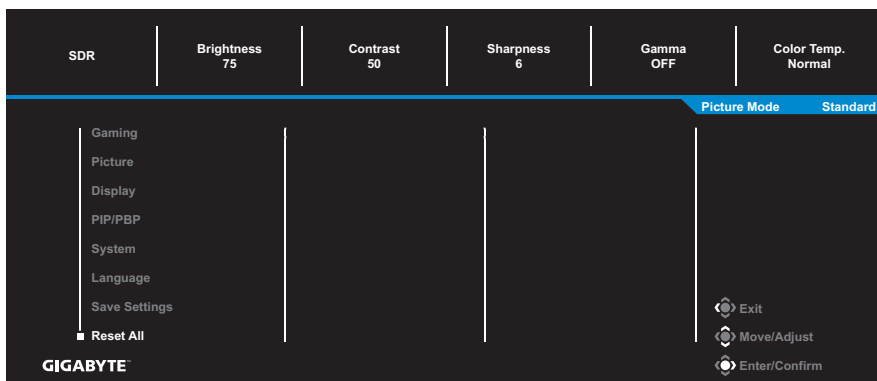 SDR
Brightness
75
Contrast
50
Sharpness
6
Gamma
OFF
Color Temp.
Normal
Picture Mode Standard
Gaming
Picture
Display
PIP/PBP
System
Language
Save Settings
Reset All
Exit
Move/Adjust
Enter/Confirm
GIGABYTE™